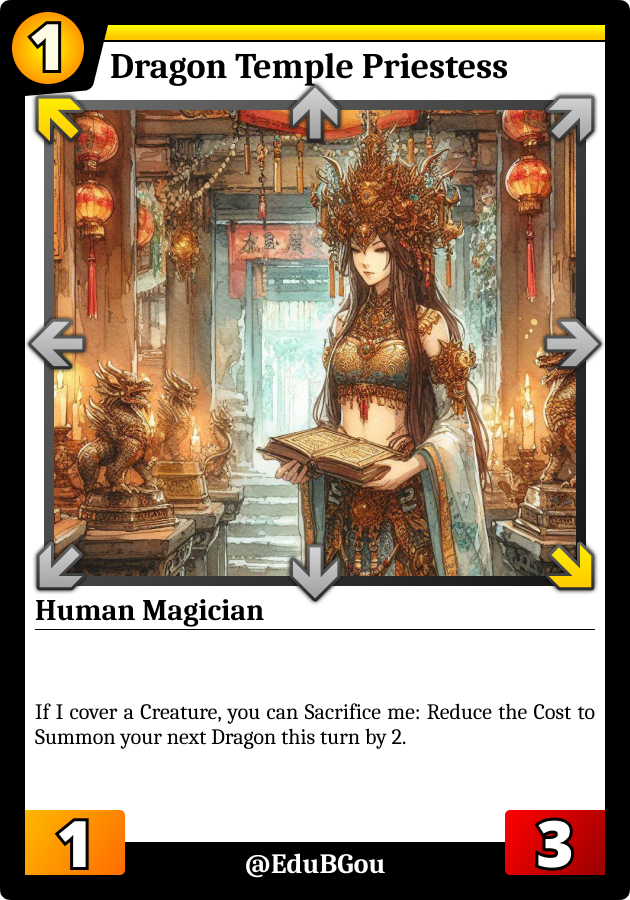 1
Dragon Temple Priestess
Human Magician
If I cover a Creature, you can Sacrifice me: Reduce the Cost to
Summon your next Dragon this turn by 2.
1
@EduBGou
3